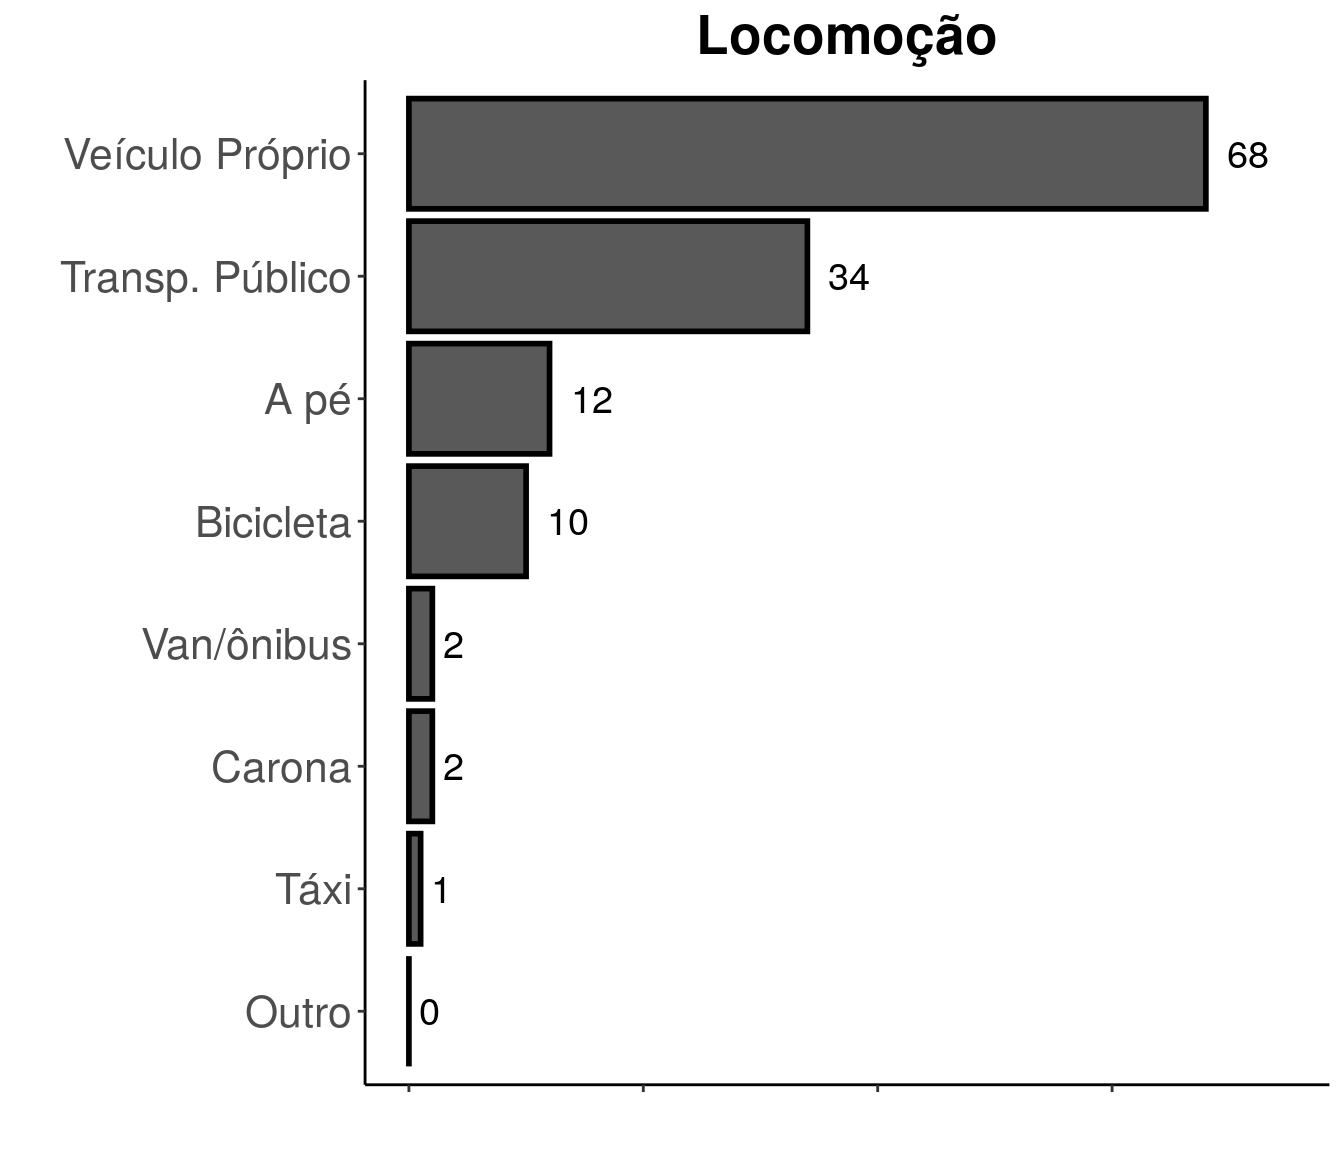 Locomoção
Veículo Próprio 68
Transp. Público 34
A pé 12
Bicicleta 10
Van/ônibus 2
Carona 2
Táxi 1
Outro 0